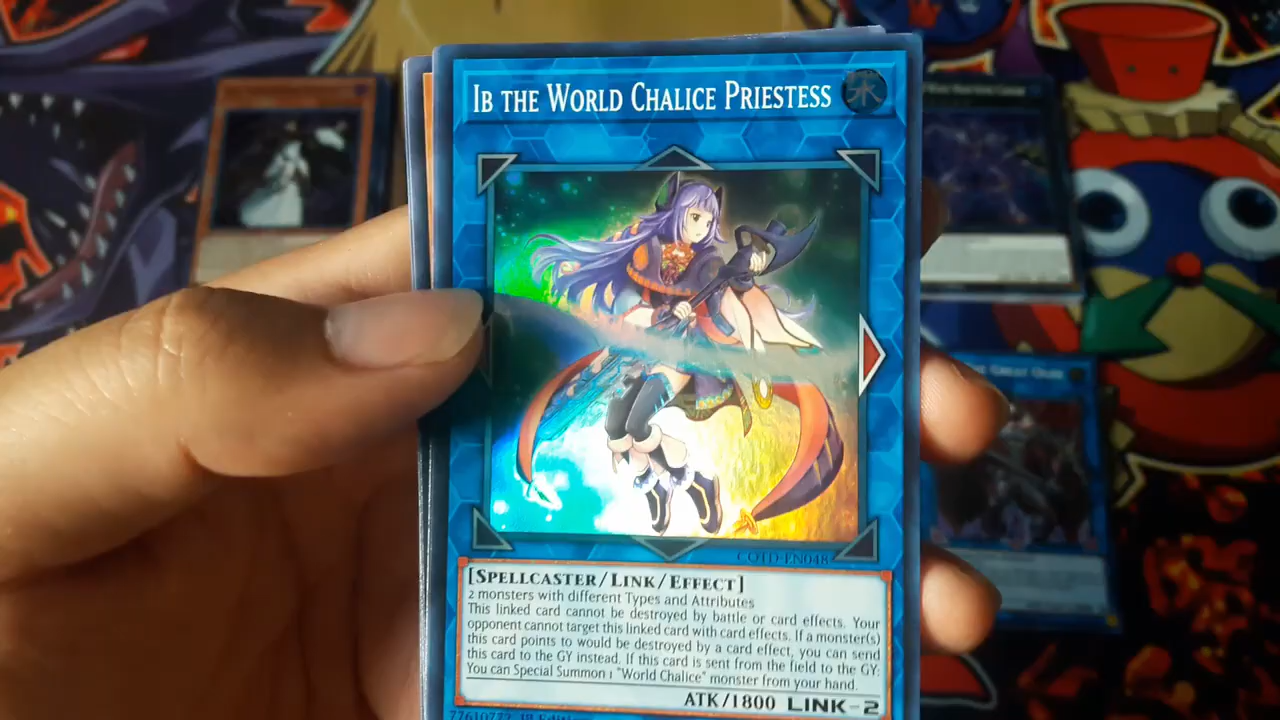 IB THE WORLD CHALICE PRIESTESS
水
GREAT
COTD-EN048
[SPELLCASTER/LINK/EFFECT]
2 monsters with different Types and Attributes
This linked card cannot be destroyed by battle or card effects. Your
opponent cannot target this linked card with card effects. If a monster(s)
this card points to would be destroyed by a card effect, you can send
this card to the GY instead. If this card is sent from the field to the GY:
You can Special Summon 1 "World Chalice" monster from your hand.
ATK/1800 LINK-2